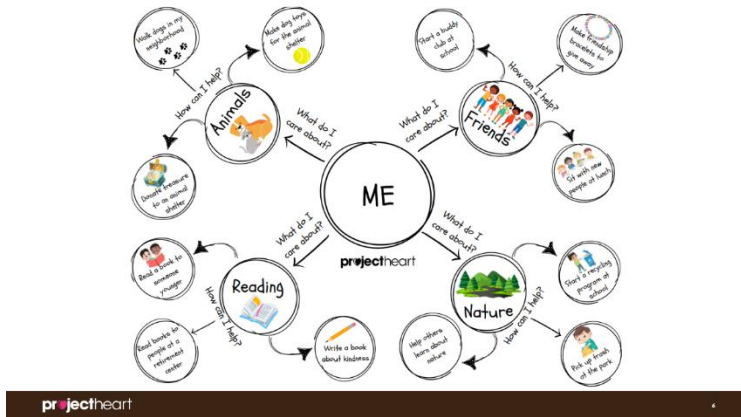 Walk dogs in my
neighborhood
Make dog toys
for the animal
shelter
How can I help?
Animals
Donate treasure
to an animal
shelter
What do I
care about?
Start a buddy
club at
school
Make friendship
bracelets to
give away
How can I help?
Friends
Sit with new
people at lunch
What do I
care about?
ME
projectheart
What do I
care about?
Reading
Read a book to
someone
younger
How can I help?
Read books to
people at a
retirement
center
Write a book
about kindness
What do I
care about?
Nature
Start a recycling
program at
school
How can I help?
Pick up trash
at the park
Help others
learn about
nature
projectheart
6